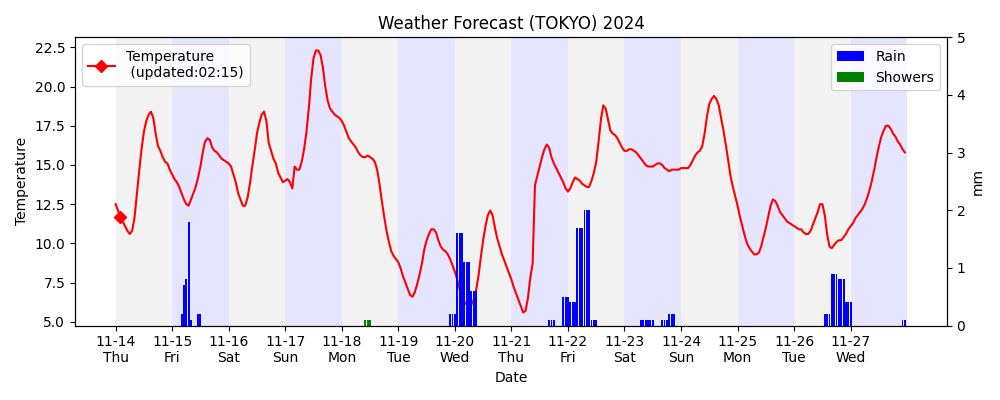 Weather Forecast (TOKYO) 2024
Temperature
(updated:02:15)
Rain
Showers
22.5
20.0
17.5
15.0
12.5
10.0
7.5
5.0
Temperature
5
4
3
2
1
0
mm
11-14 11-15 11-16 11-17 11-18 11-19 11-20 11-21 11-22 11-23 11-24 11-25 11-26 11-27
Thu Fri Sat Sun Mon Tue Wed Thu Fri Sat Sun Mon Tue Wed
Date